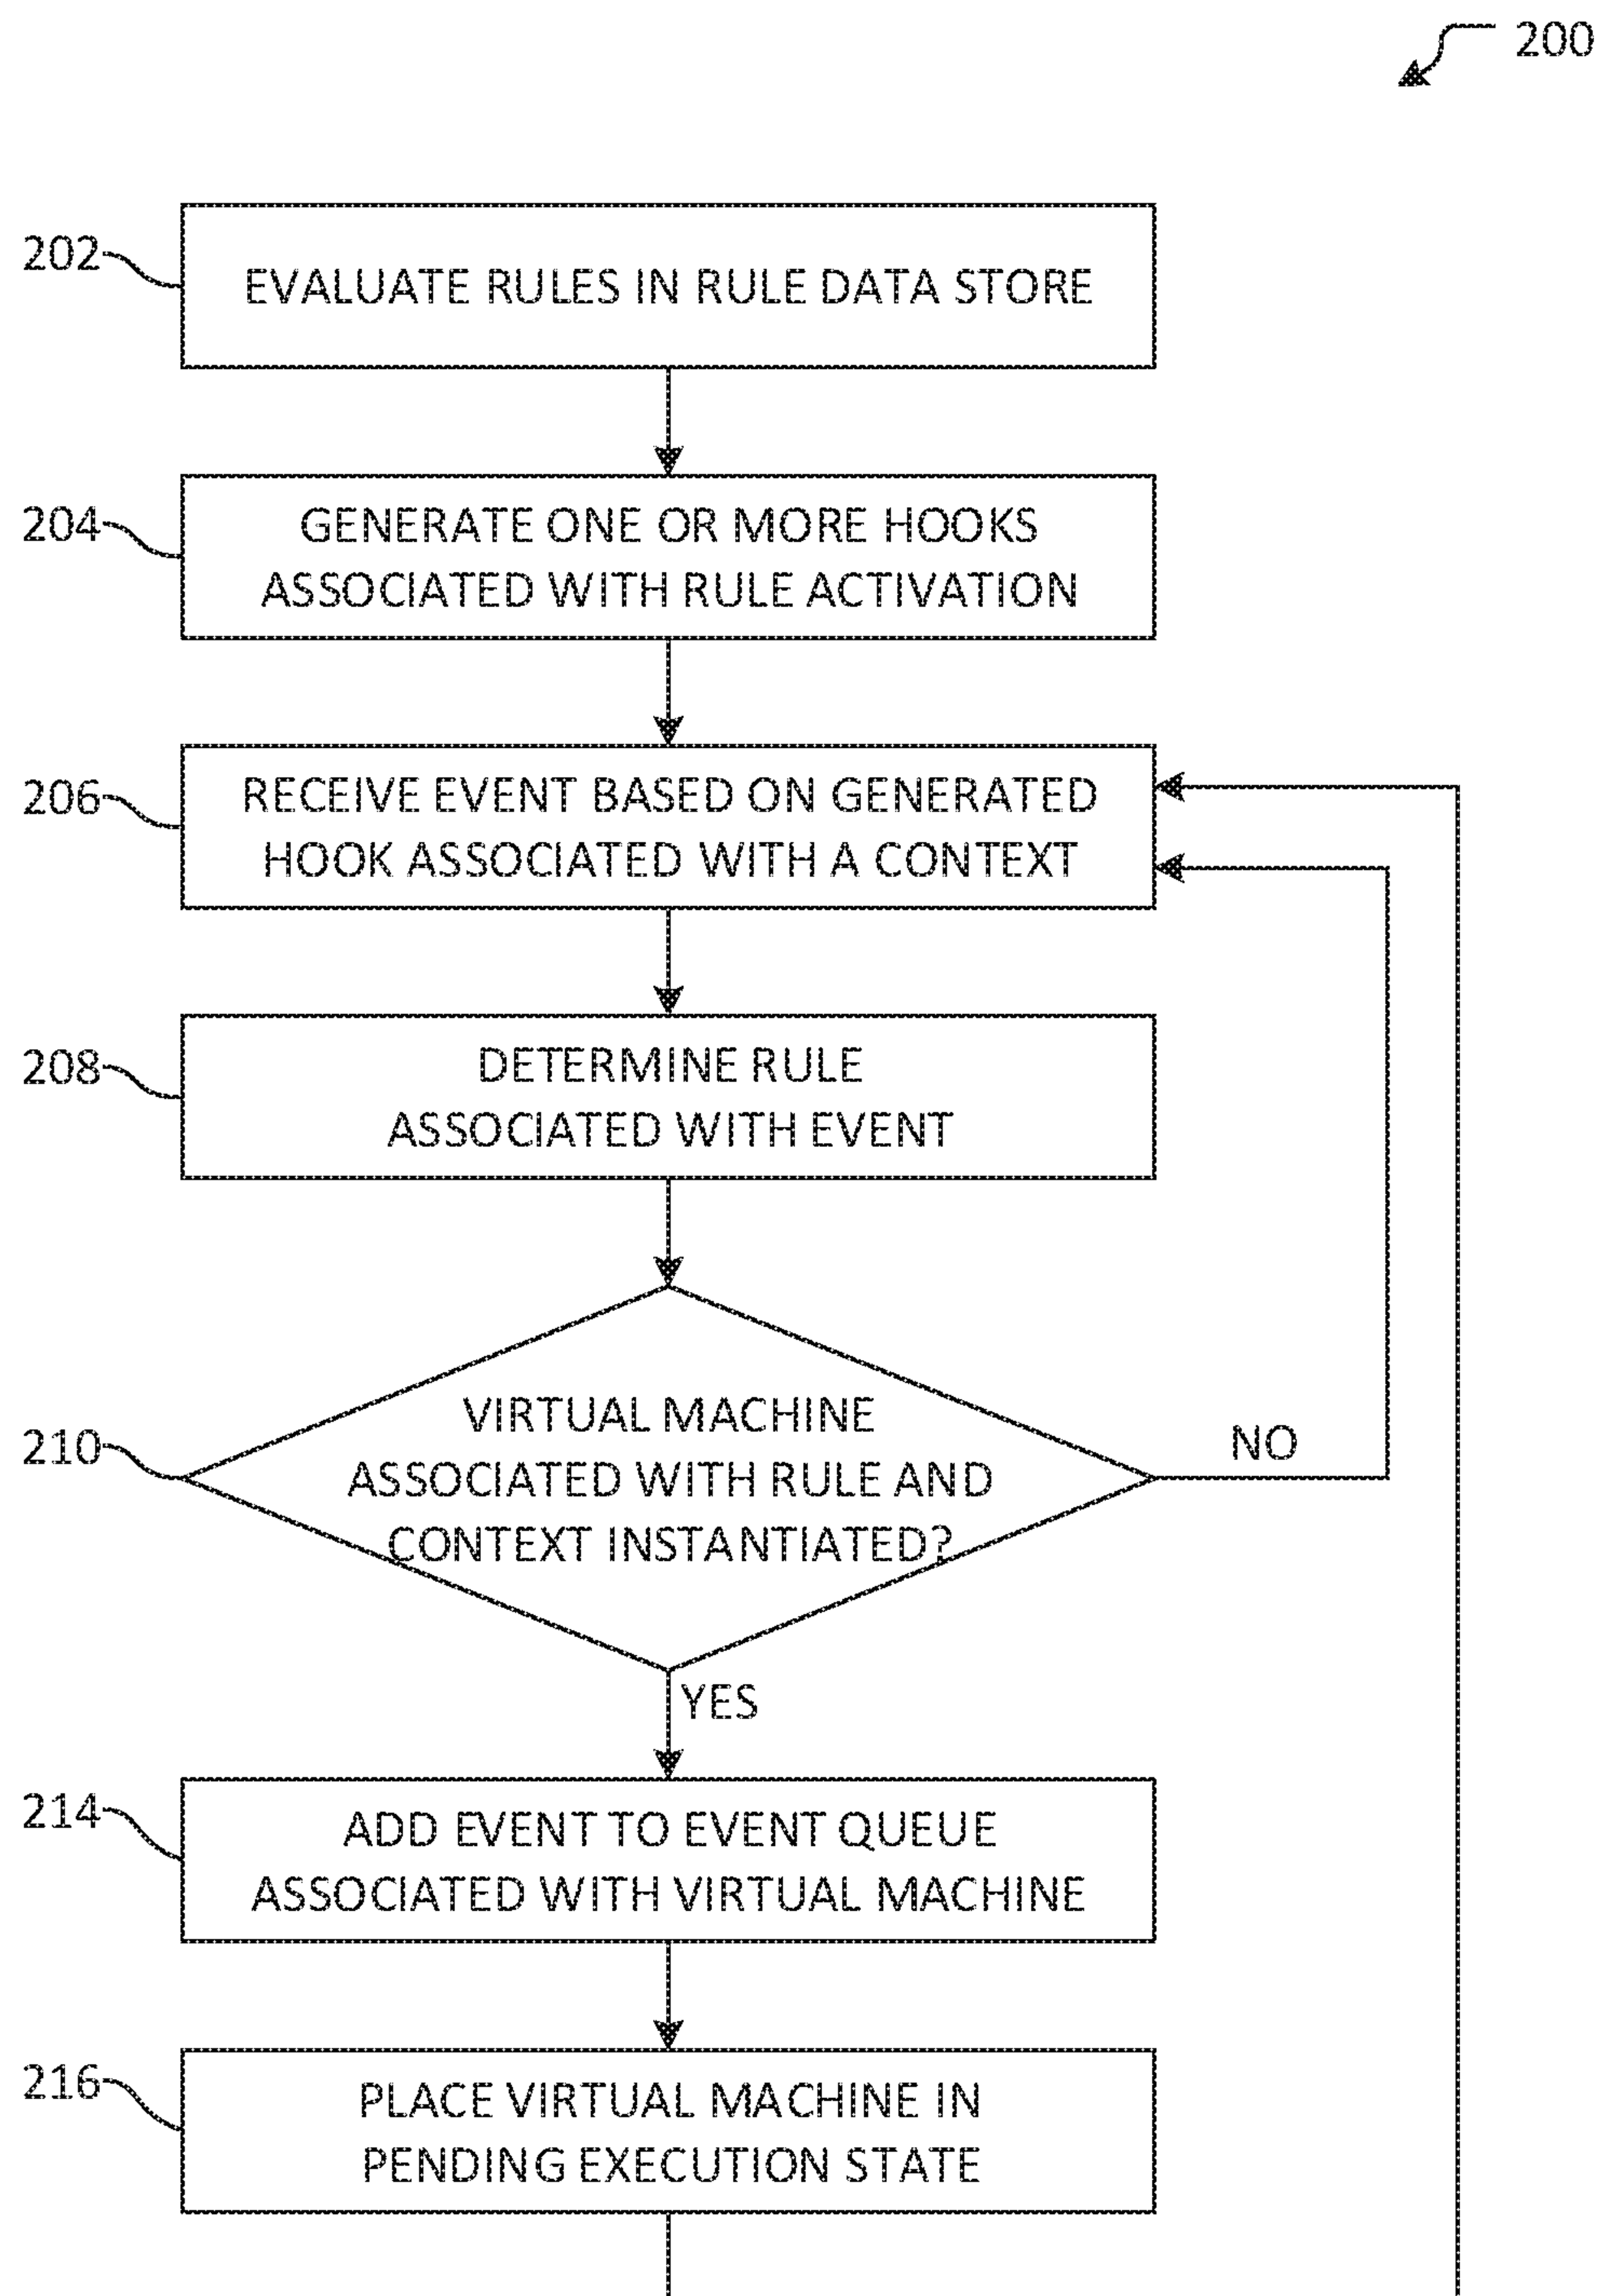 200
202
EVALUATE RULES IN RULE DATA STORE
204
GENERATE ONE OR MORE HOOKS
ASSOCIATED WITH RULE ACTIVATION
206
RECEIVE EVENT BASED ON GENERATED
HOOK ASSOCIATED WITH A CONTEXT
208
DETERMINE RULE
ASSOCIATED WITH EVENT
210
VIRTUAL MACHINE
ASSOCIATED WITH RULE AND
CONTEXT INSTANTIATED?
NO
YES
214
ADD EVENT TO EVENT QUEUE
ASSOCIATED WITH VIRTUAL MACHINE
216
PLACE VIRTUAL MACHINE IN
PENDING EXECUTION STATE